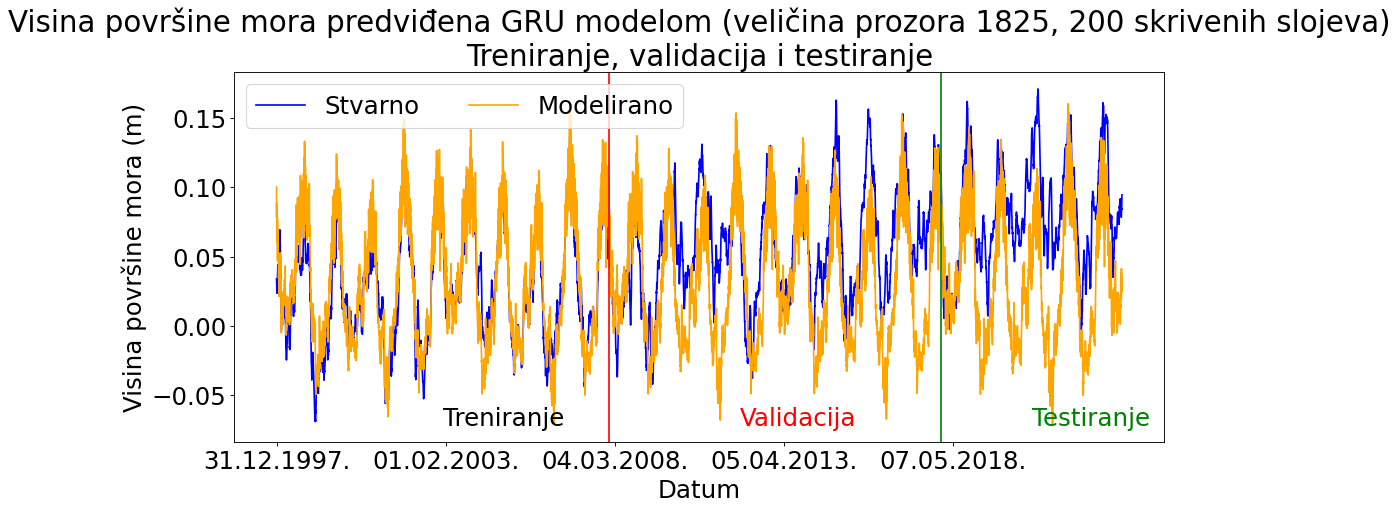 Visina površine mora predviđena GRU modelom (veličina prozora 1825, 200 skrivenih slojeva)
Treniranje, validacija i testiranje
Stvarno
Modelirano
Visina površine mora (m)
0.15
0.10
0.05
0.00
−0.05
Treniranje
Validacija
Testiranje
31.12.1997.
01.02.2003.
04.03.2008.
05.04.2013.
07.05.2018.
Datum